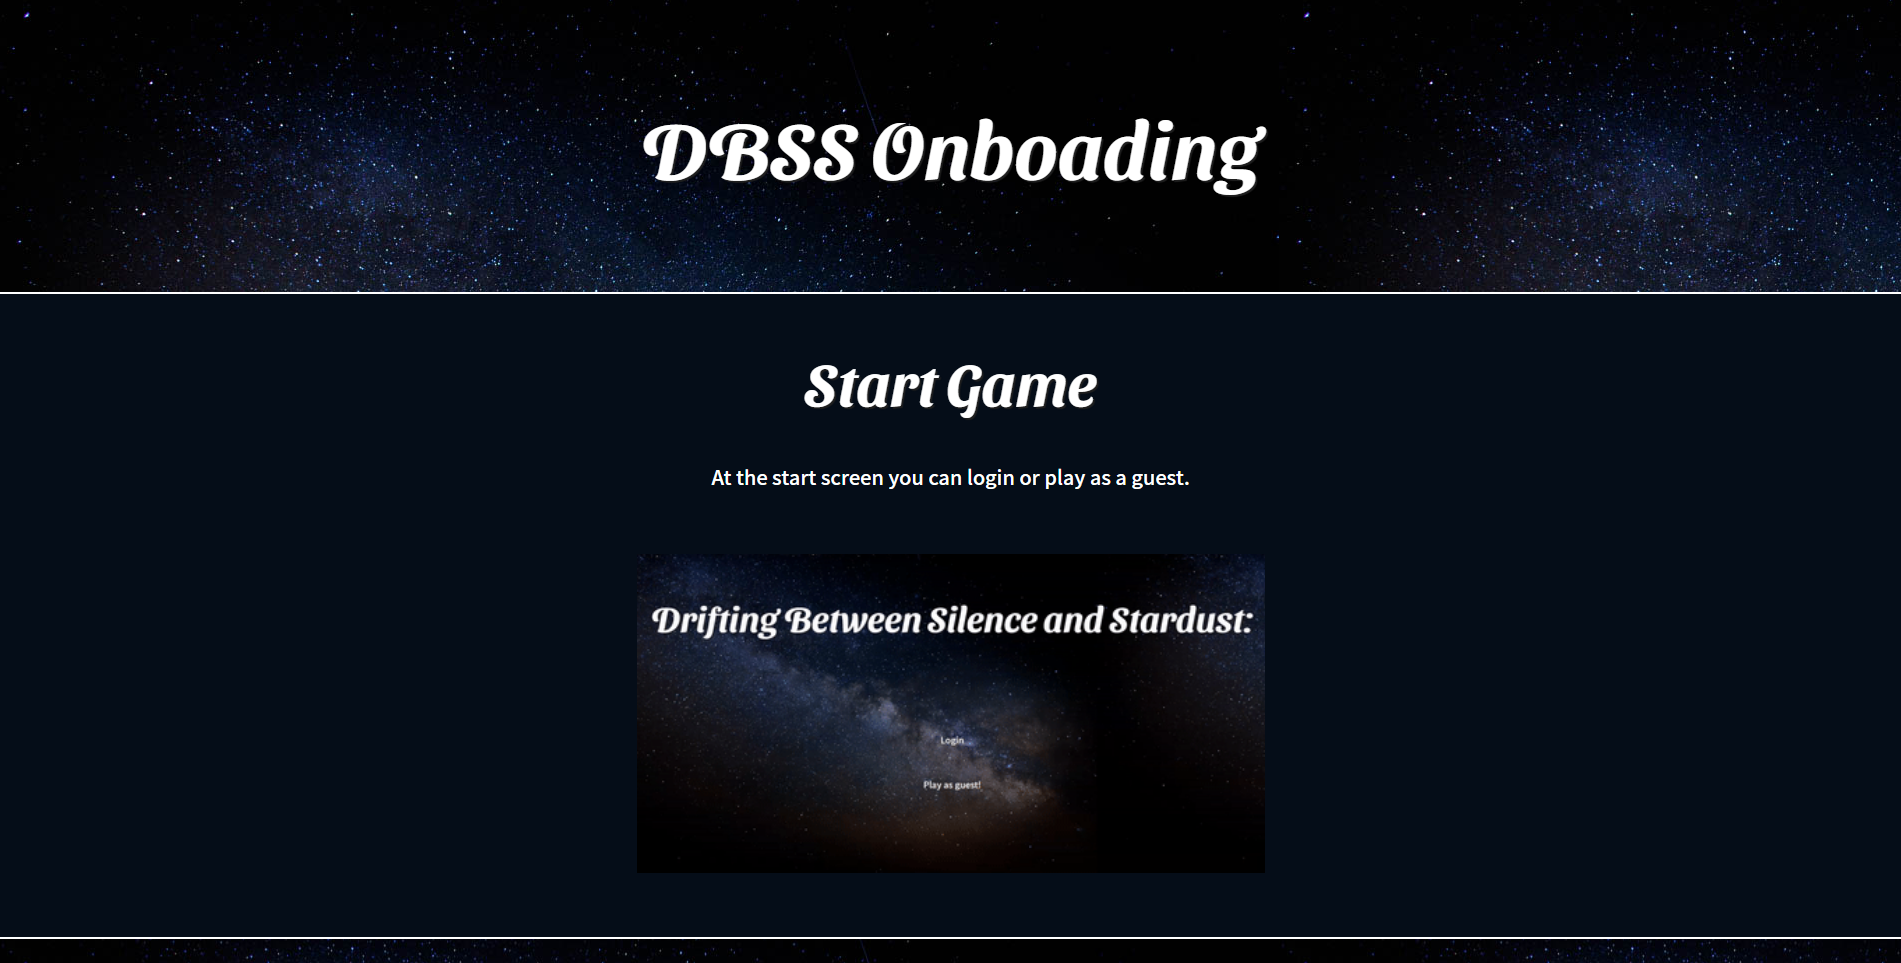 DBSS Onboading
Start Game
At the start screen you can login or play as a guest.
Drifting Between Silence and Stardust:
Login
Play as guest!